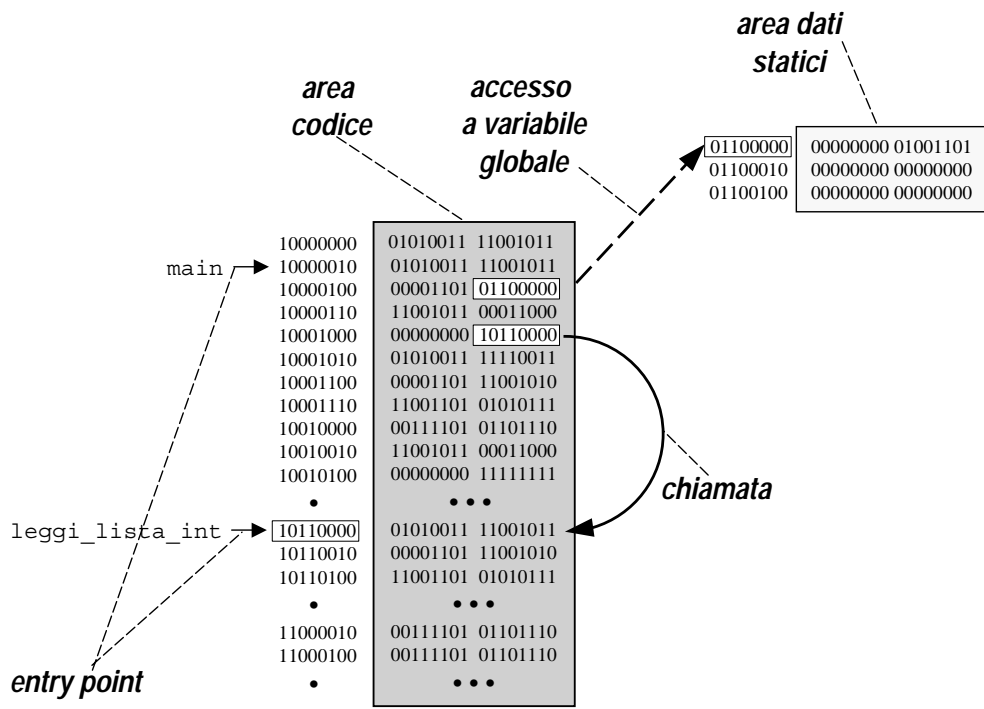 area dati
statici
area
codice
accesso
a variabile
globale
01100000 00000000 01001101
01100010 00000000 00000000
01100100 00000000 00000000
10000000 01010011 11001011
main 10000010 01010011 11001011
10000100 00001101 01100000
10000110 11001011 00011000
10001000 00000000 10110000
10001010 01010011 11110011
10001100 00001101 11001010
10001110 11001101 01010111
10010000 00111101 01101110
10010010 11001011 00011000
10010100 00000000 11111111
• • • •
chiamata
leggi_lista_int 10110000 01010011 11001011
10110010 00001101 11001010
10110100 11001101 01010111
• • • •
11000010 00111101 01101110
11000100 00111101 01101110
• • • •
entry point